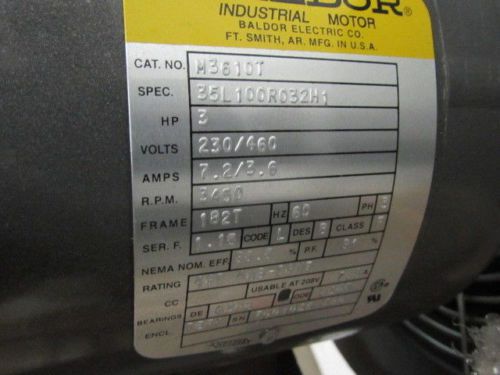 BALDOR ®
INDUSTRIAL MOTOR
BALDOR ELECTRIC CO.
FT. SMITH, AR. MFG. IN U.S.A.
CAT. NO. M3610T
SPEC. 35L100R032H1
HP 3
VOLTS 230/460
AMPS 7.2/3.6
R.P.M. 3450
FRAME 182T HZ 60 PH 3
SER. F. 1.15 CODE L DES B CLASS
NEMA NOM. EFF. % P.F. %
RATING
CC USABLE AT 208V
BEARINGS DE ODE
ENCL. SN